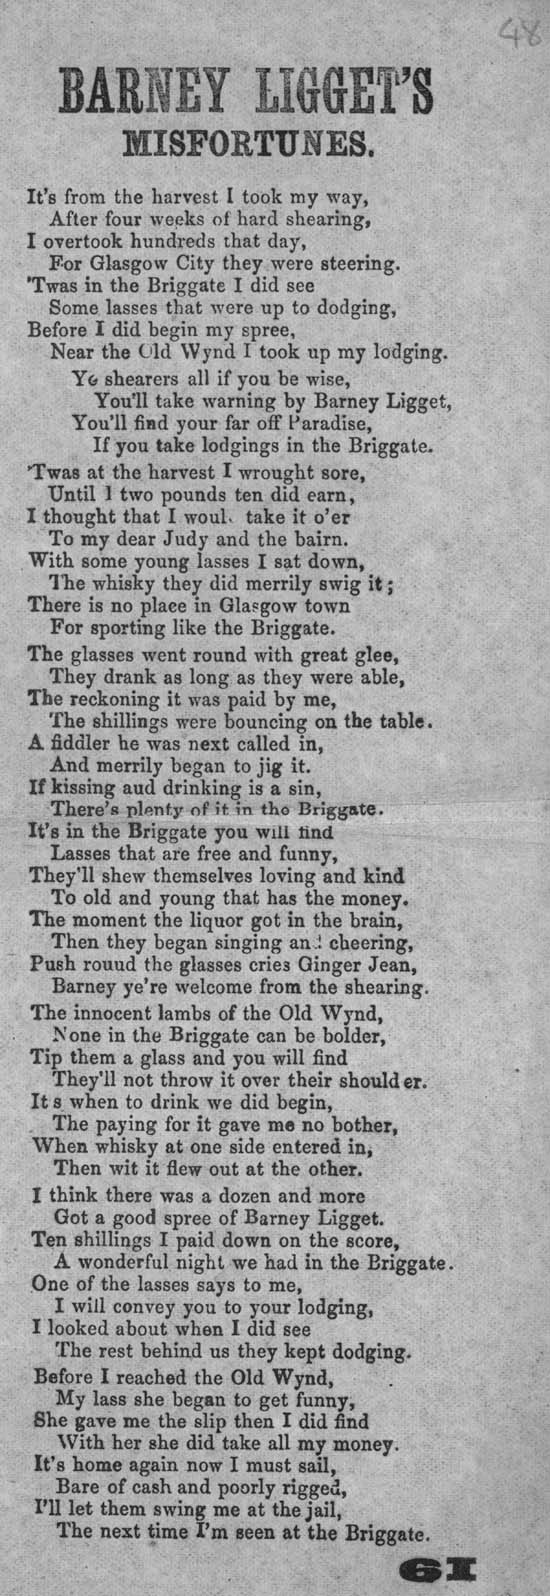 48
BARNEY LIGGET'S
MISFORTUNES.
It's from the harvest I took my way,
After four weeks of hard shearing,
I overtook hundreds that day,
For Glasgow City they were steering.
'Twas in the Briggate I did see
Some lasses that were up to dodging,
Before I did begin my spree,
Near the Old Wynd I took up my lodging.
Ye shearers all if you be wise,
You'll take warning by Barney Ligget,
You'll find your far off Paradise,
If you take lodgings in the Briggate.
'Twas at the harvest I wrought sore,
Until I two pounds ten did earn,
I thought that I woul take it o'er
To my dear Judy and the bairn.
With some young lasses I sat down,
The whisky they did merrily swig it;
There is no place in Glasgow town
For sporting like the Briggate.
The glasses went round with great glee,
They drank as long as they were able,
The reckoning it was paid by me,
The shillings were bouncing on the table.
A fiddler he was next called in,
And merrily began to jig it.
If kissing aud drinking is a sin,
There's plenty of it in the Briggate.
It's in the Briggate you will find
Lasses that are free and funny,
They'll shew themselves loving and kind
To old and young that has the money.
The moment the liquor got in the brain,
Then they began singing and cheering,
Push rouud the glasses cries Ginger Jean,
Barney ye're welcome from the shearing.
The innocent lambs of the Old Wynd,
None in the Briggate can be bolder,
Tip them a glass and you will find
They'll not throw it over their shoulder.
It s when to drink we did begin,
The paying for it gave me no bother,
When whisky at one side entered in,
Then wit it flew out at the other.
I think there was a dozen and more
Got a good spree of Barney Ligget.
Ten shillings I paid down on the score,
A wonderful night we had in the Briggate.
One of the lasses says to me,
I will convey you to your lodging,
I looked about when I did see
The rest behind us they kept dodging.
Before I reached the Old Wynd,
My lass she began to get funny,
She gave me the slip then I did find
With her she did take all my money.
It's home again now I must sail,
Bare of cash and poorly rigged,
I'll let them swing me at the jail,
The next time I'm seen at the Briggate.
61